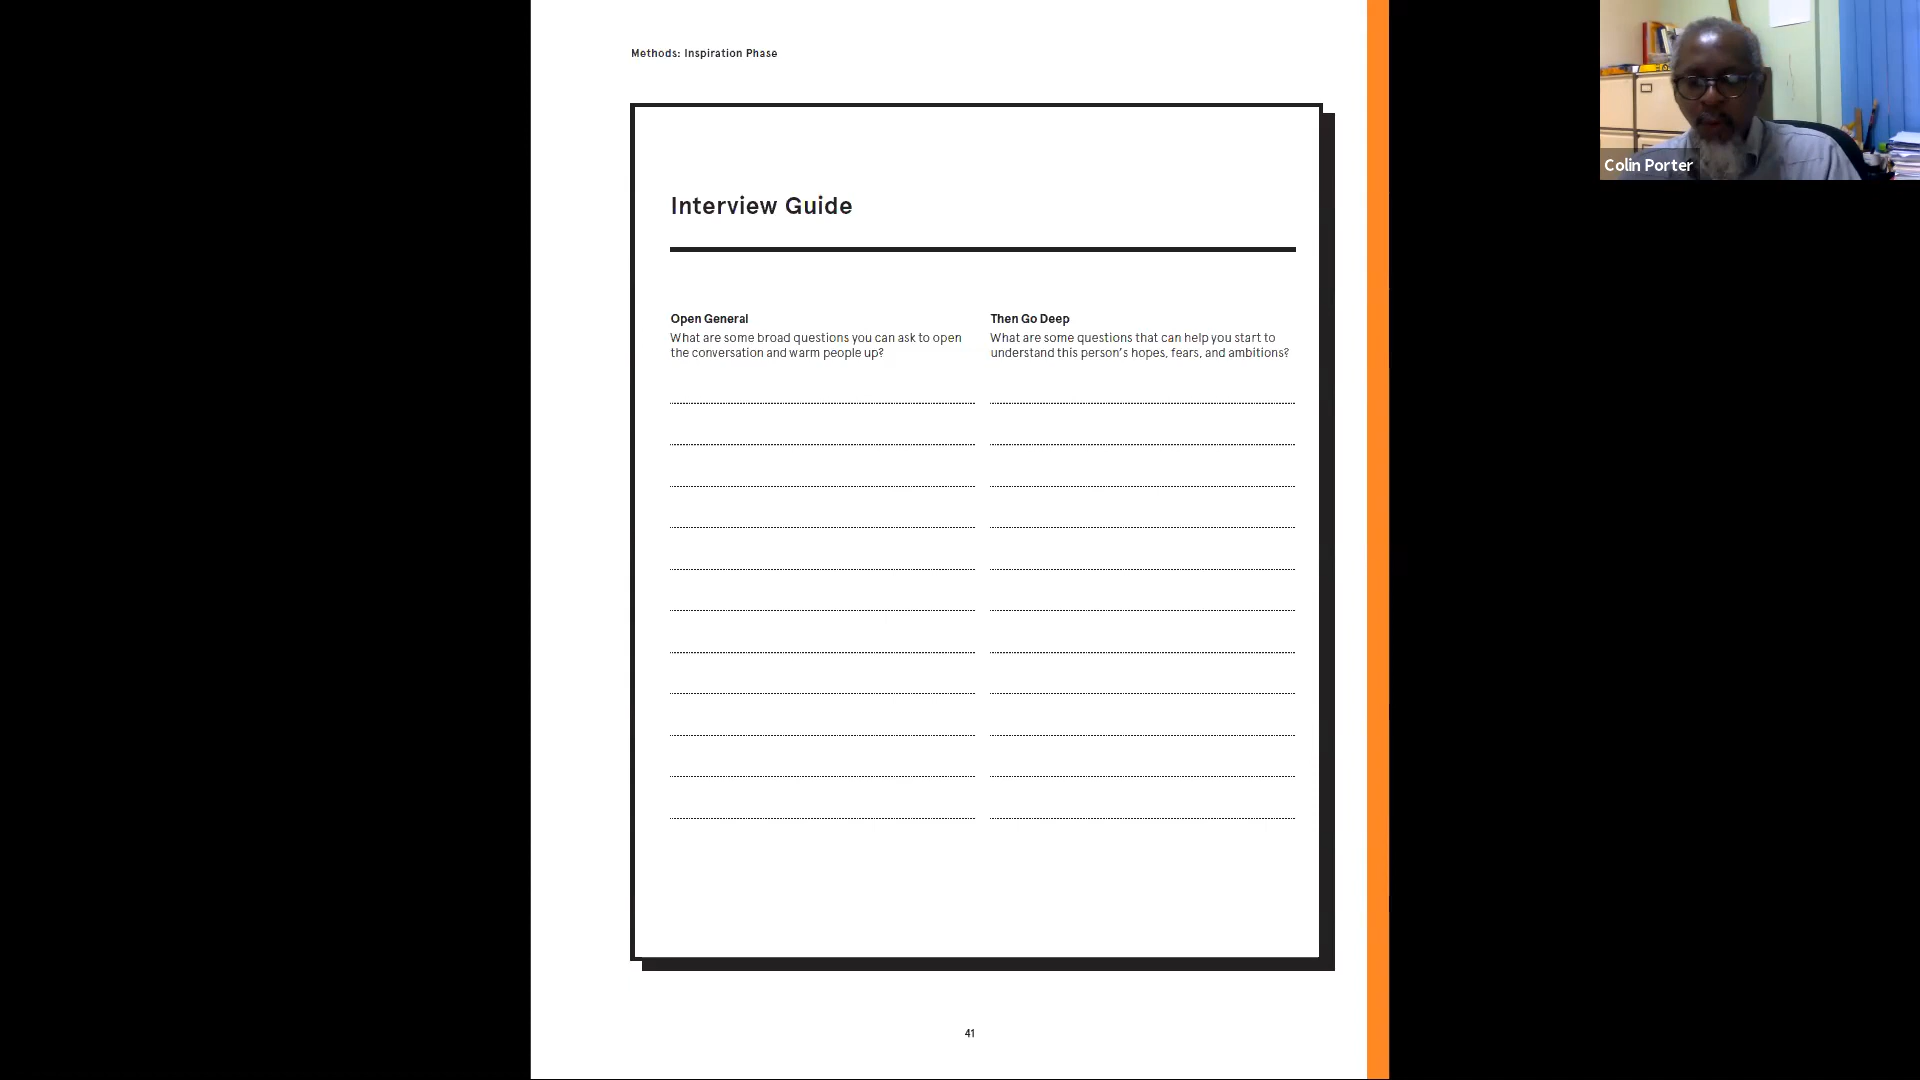 Methods: Inspiration Phase
Interview Guide
Open General
What are some broad questions you can ask to open
the conversation and warm people up?
Then Go Deep
What are some questions that can help you start to
understand this person's hopes, fears, and ambitions?
41
Colin Porter